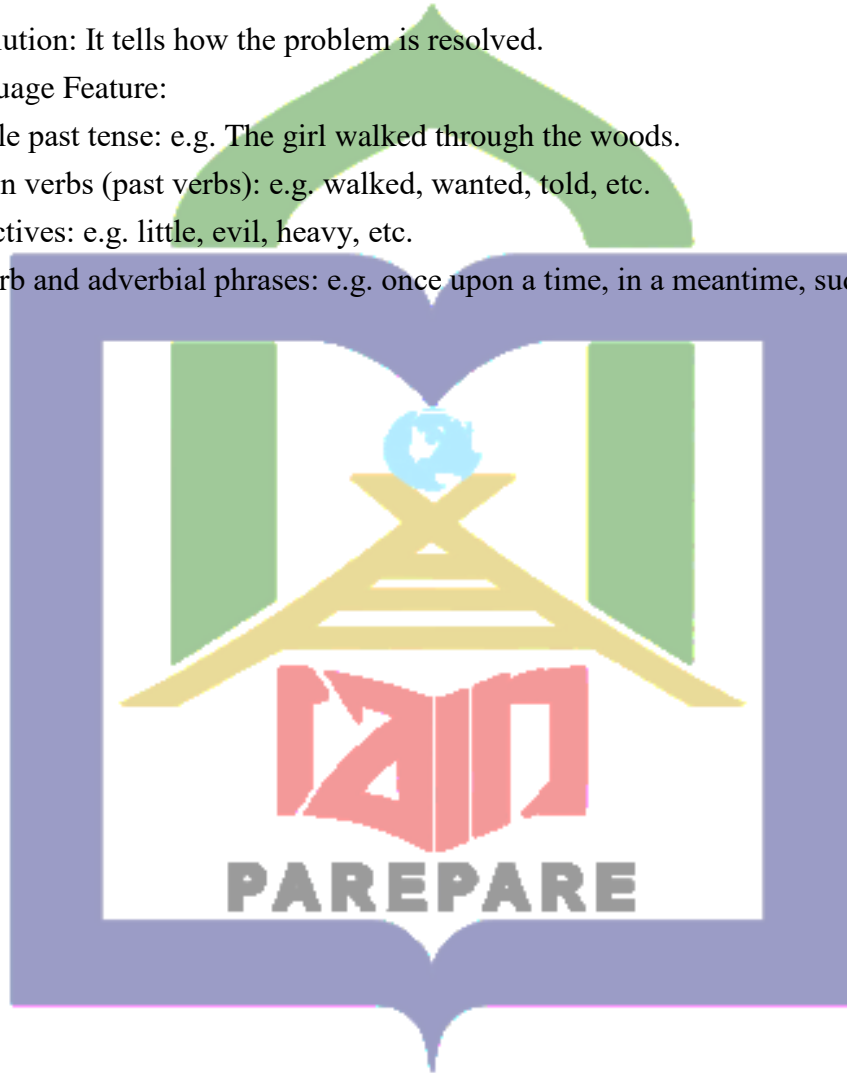 lution: It tells how the problem is resolved.
uage Feature:
le past tense: e.g. The girl walked through the woods.
n verbs (past verbs): e.g. walked, wanted, told, etc.
ctives: e.g. little, evil, heavy, etc.
rb and adverbial phrases: e.g. once upon a time, in a meantime, suc
iain
PAREPARE